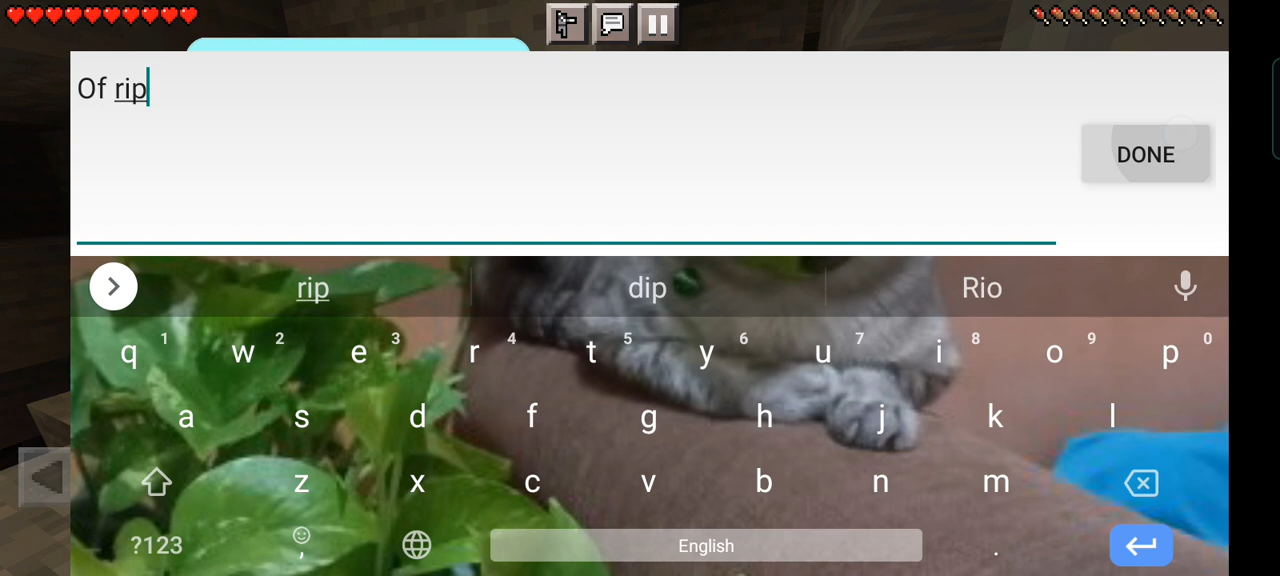 Of rip
DONE
rip dip Rio
q 1 w 2 e 3 r 4 t 5 y 6 u 7 i 8 o 9 p 0
a s d f g h j k l
z x c v b n m
?123 , English .